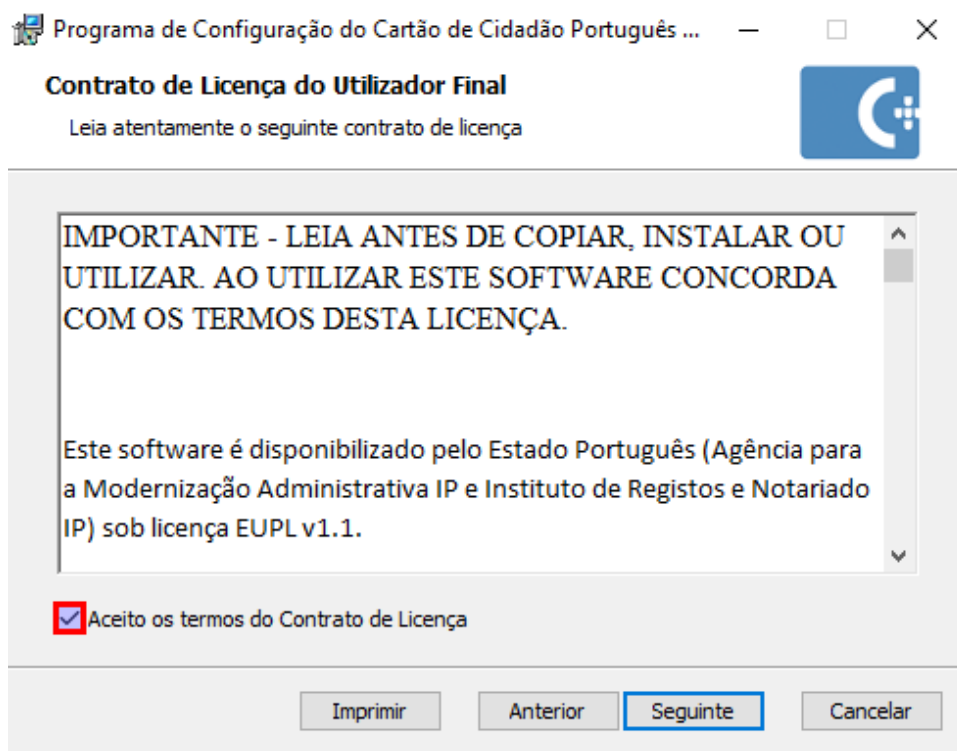 Programa de Configuração do Cartão de Cidadão Português ...
Contrato de Licença do Utilizador Final
Leia atentamente o seguinte contrato de licença
IMPORTANTE - LEIA ANTES DE COPIAR, INSTALAR OU
UTILIZAR. AO UTILIZAR ESTE SOFTWARE CONCORDA
COM OS TERMOS DESTA LICENÇA.
Este software é disponibilizado pelo Estado Português (Agência para
a Modernização Administrativa IP e Instituto de Registos e Notariado
IP) sob licença EUPL v1.1.
Aceito os termos do Contrato de Licença
Imprimir Anterior Seguinte Cancelar